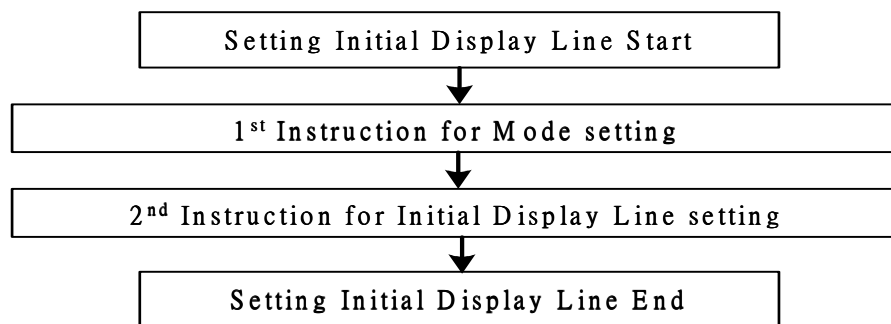 Setting Initial Display Line Start
1st Instruction for Mode setting
2nd Instruction for Initial Display Line setting
Setting Initial Display Line End